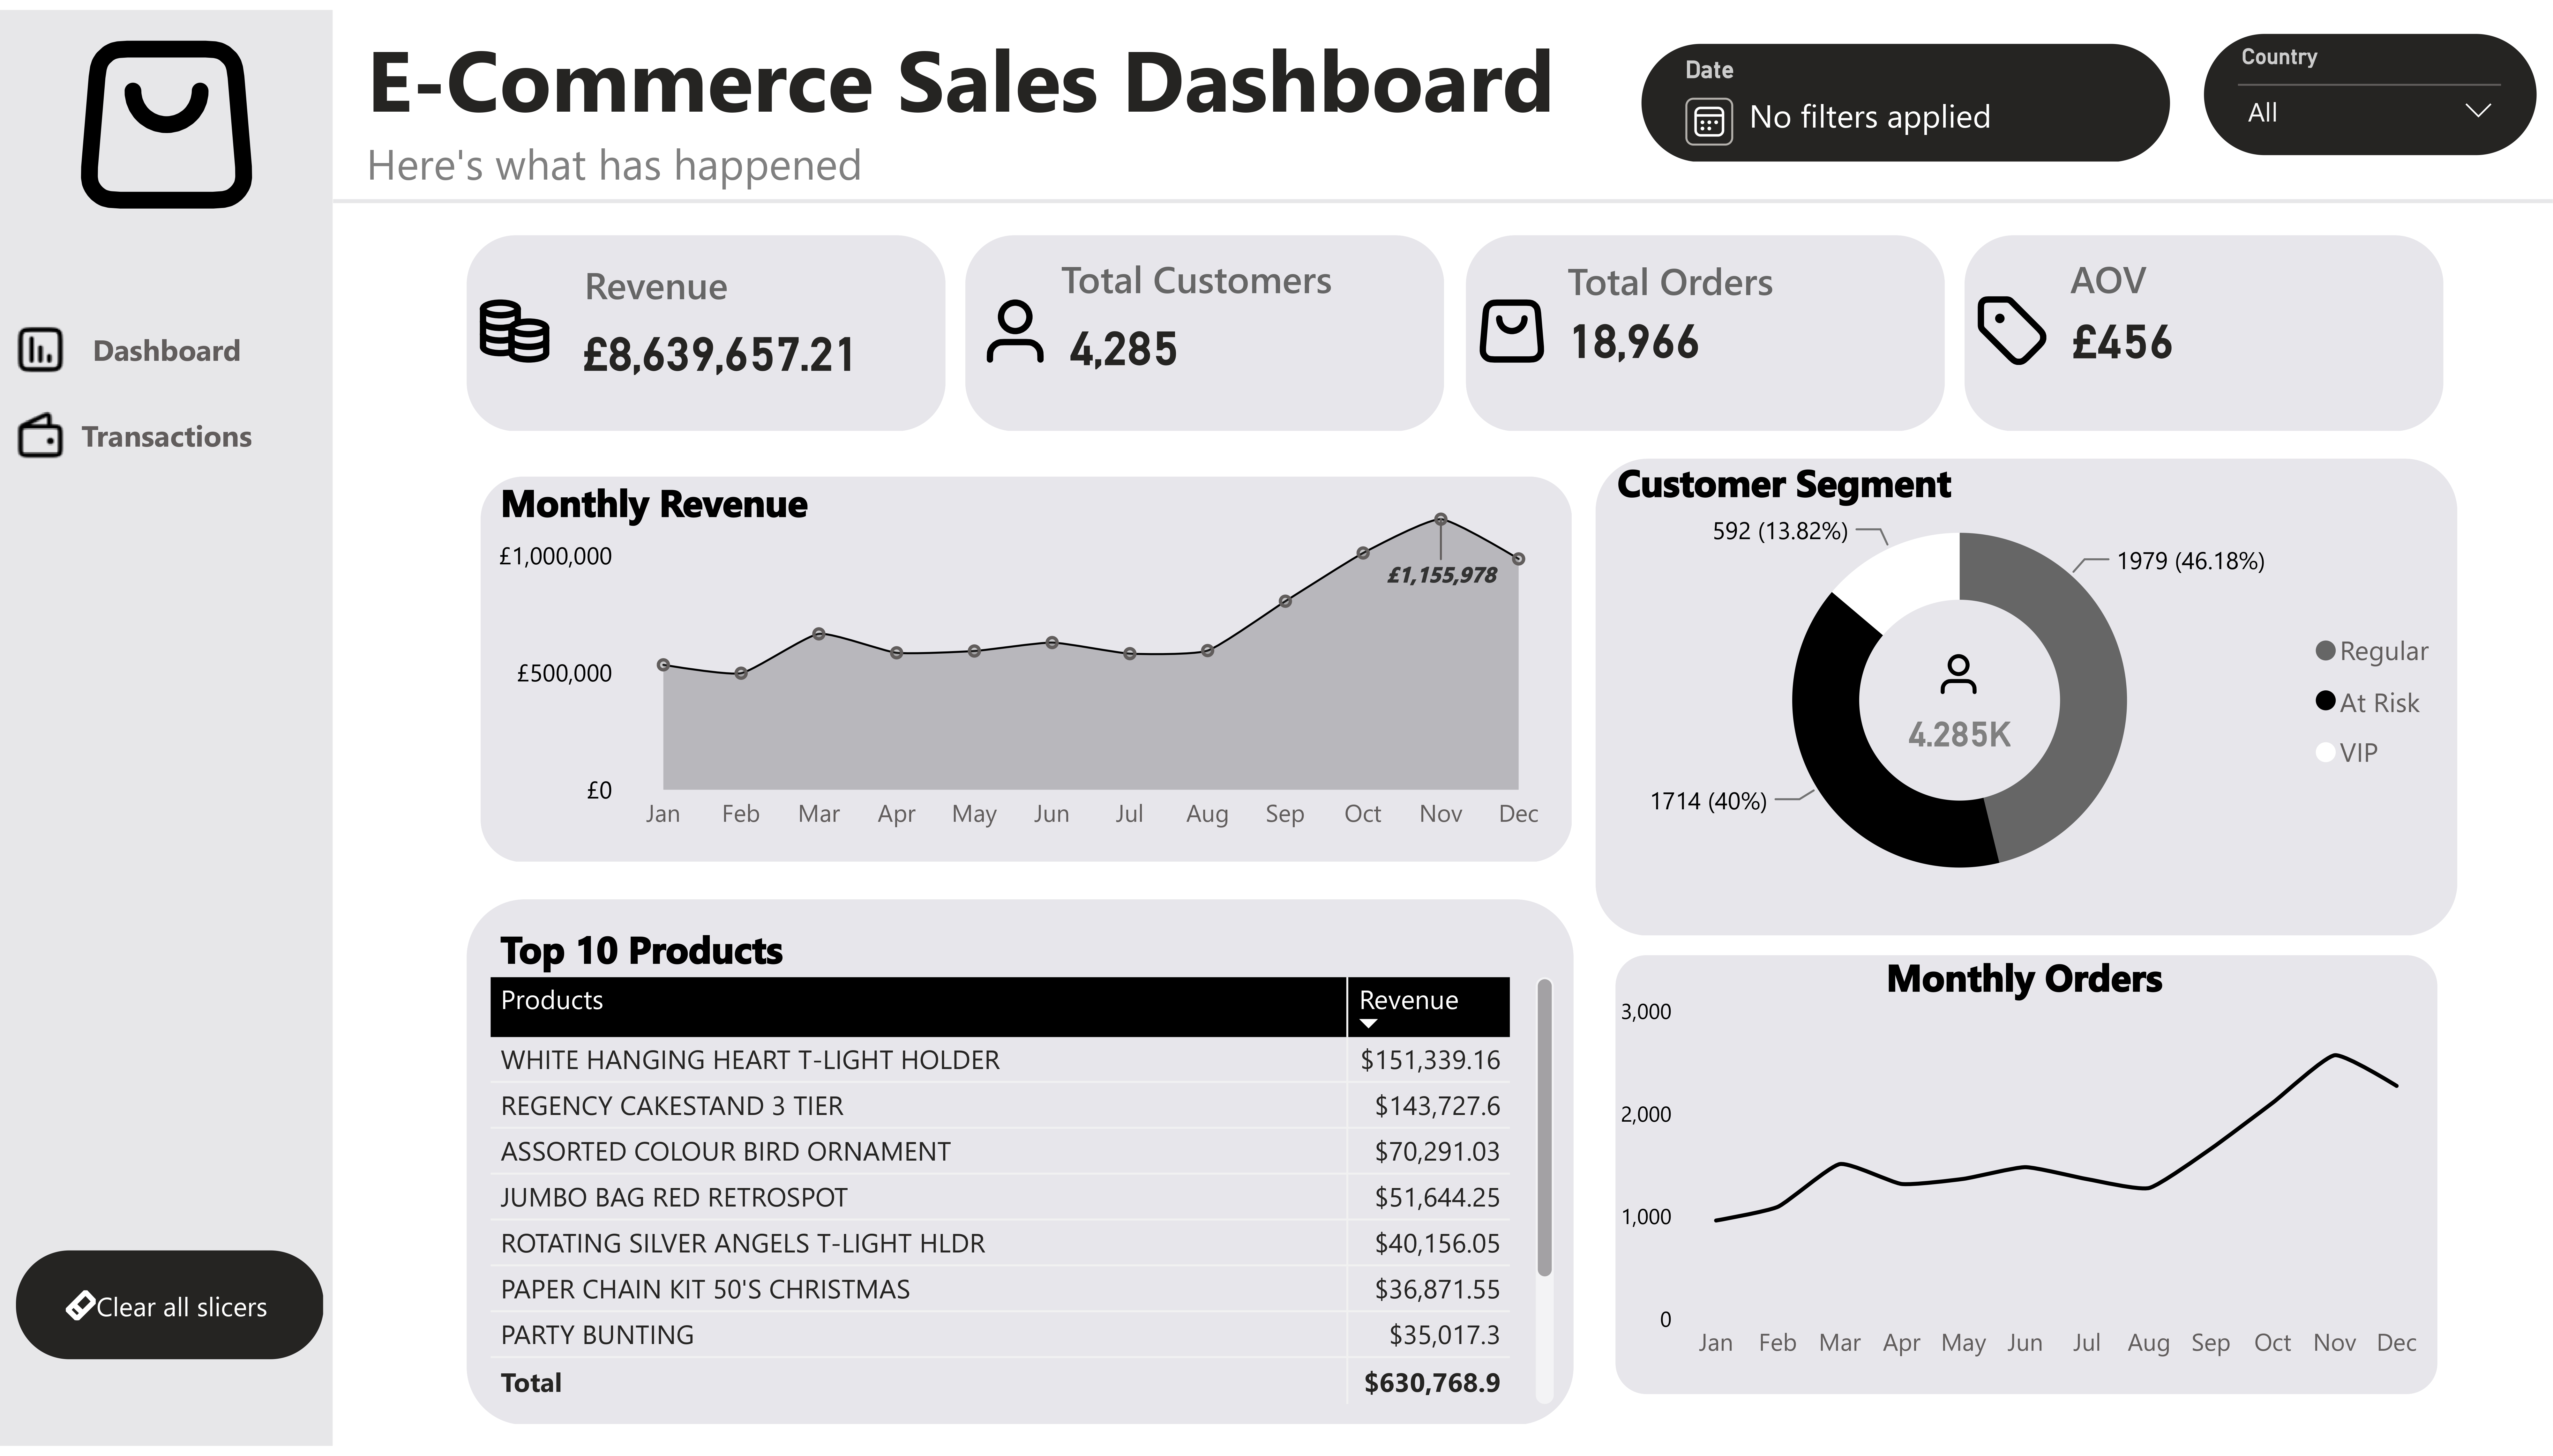 E-Commerce Sales Dashboard
Here's what has happened
Date
No filters applied
Country
All
Dashboard
Transactions
Clear all slicers
Revenue
£8,639,657.21
Total Customers
4,285
Total Orders
18,966
AOV
£456
Monthly Revenue
£1,000,000
£500,000
£0
£1,155,978
Jan Feb Mar Apr May Jun Jul Aug Sep Oct Nov Dec
Customer Segment
592 (13.82%)
1979 (46.18%)
1714 (40%)
4.285K
Regular
At Risk
VIP
Top 10 Products
Products Revenue
WHITE HANGING HEART T-LIGHT HOLDER $151,339.16
REGENCY CAKESTAND 3 TIER $143,727.6
ASSORTED COLOUR BIRD ORNAMENT $70,291.03
JUMBO BAG RED RETROSPOT $51,644.25
ROTATING SILVER ANGELS T-LIGHT HLDR $40,156.05
PAPER CHAIN KIT 50'S CHRISTMAS $36,871.55
PARTY BUNTING $35,017.3
Total $630,768.9
Monthly Orders
3,000
2,000
1,000
0
Jan Feb Mar Apr May Jun Jul Aug Sep Oct Nov Dec